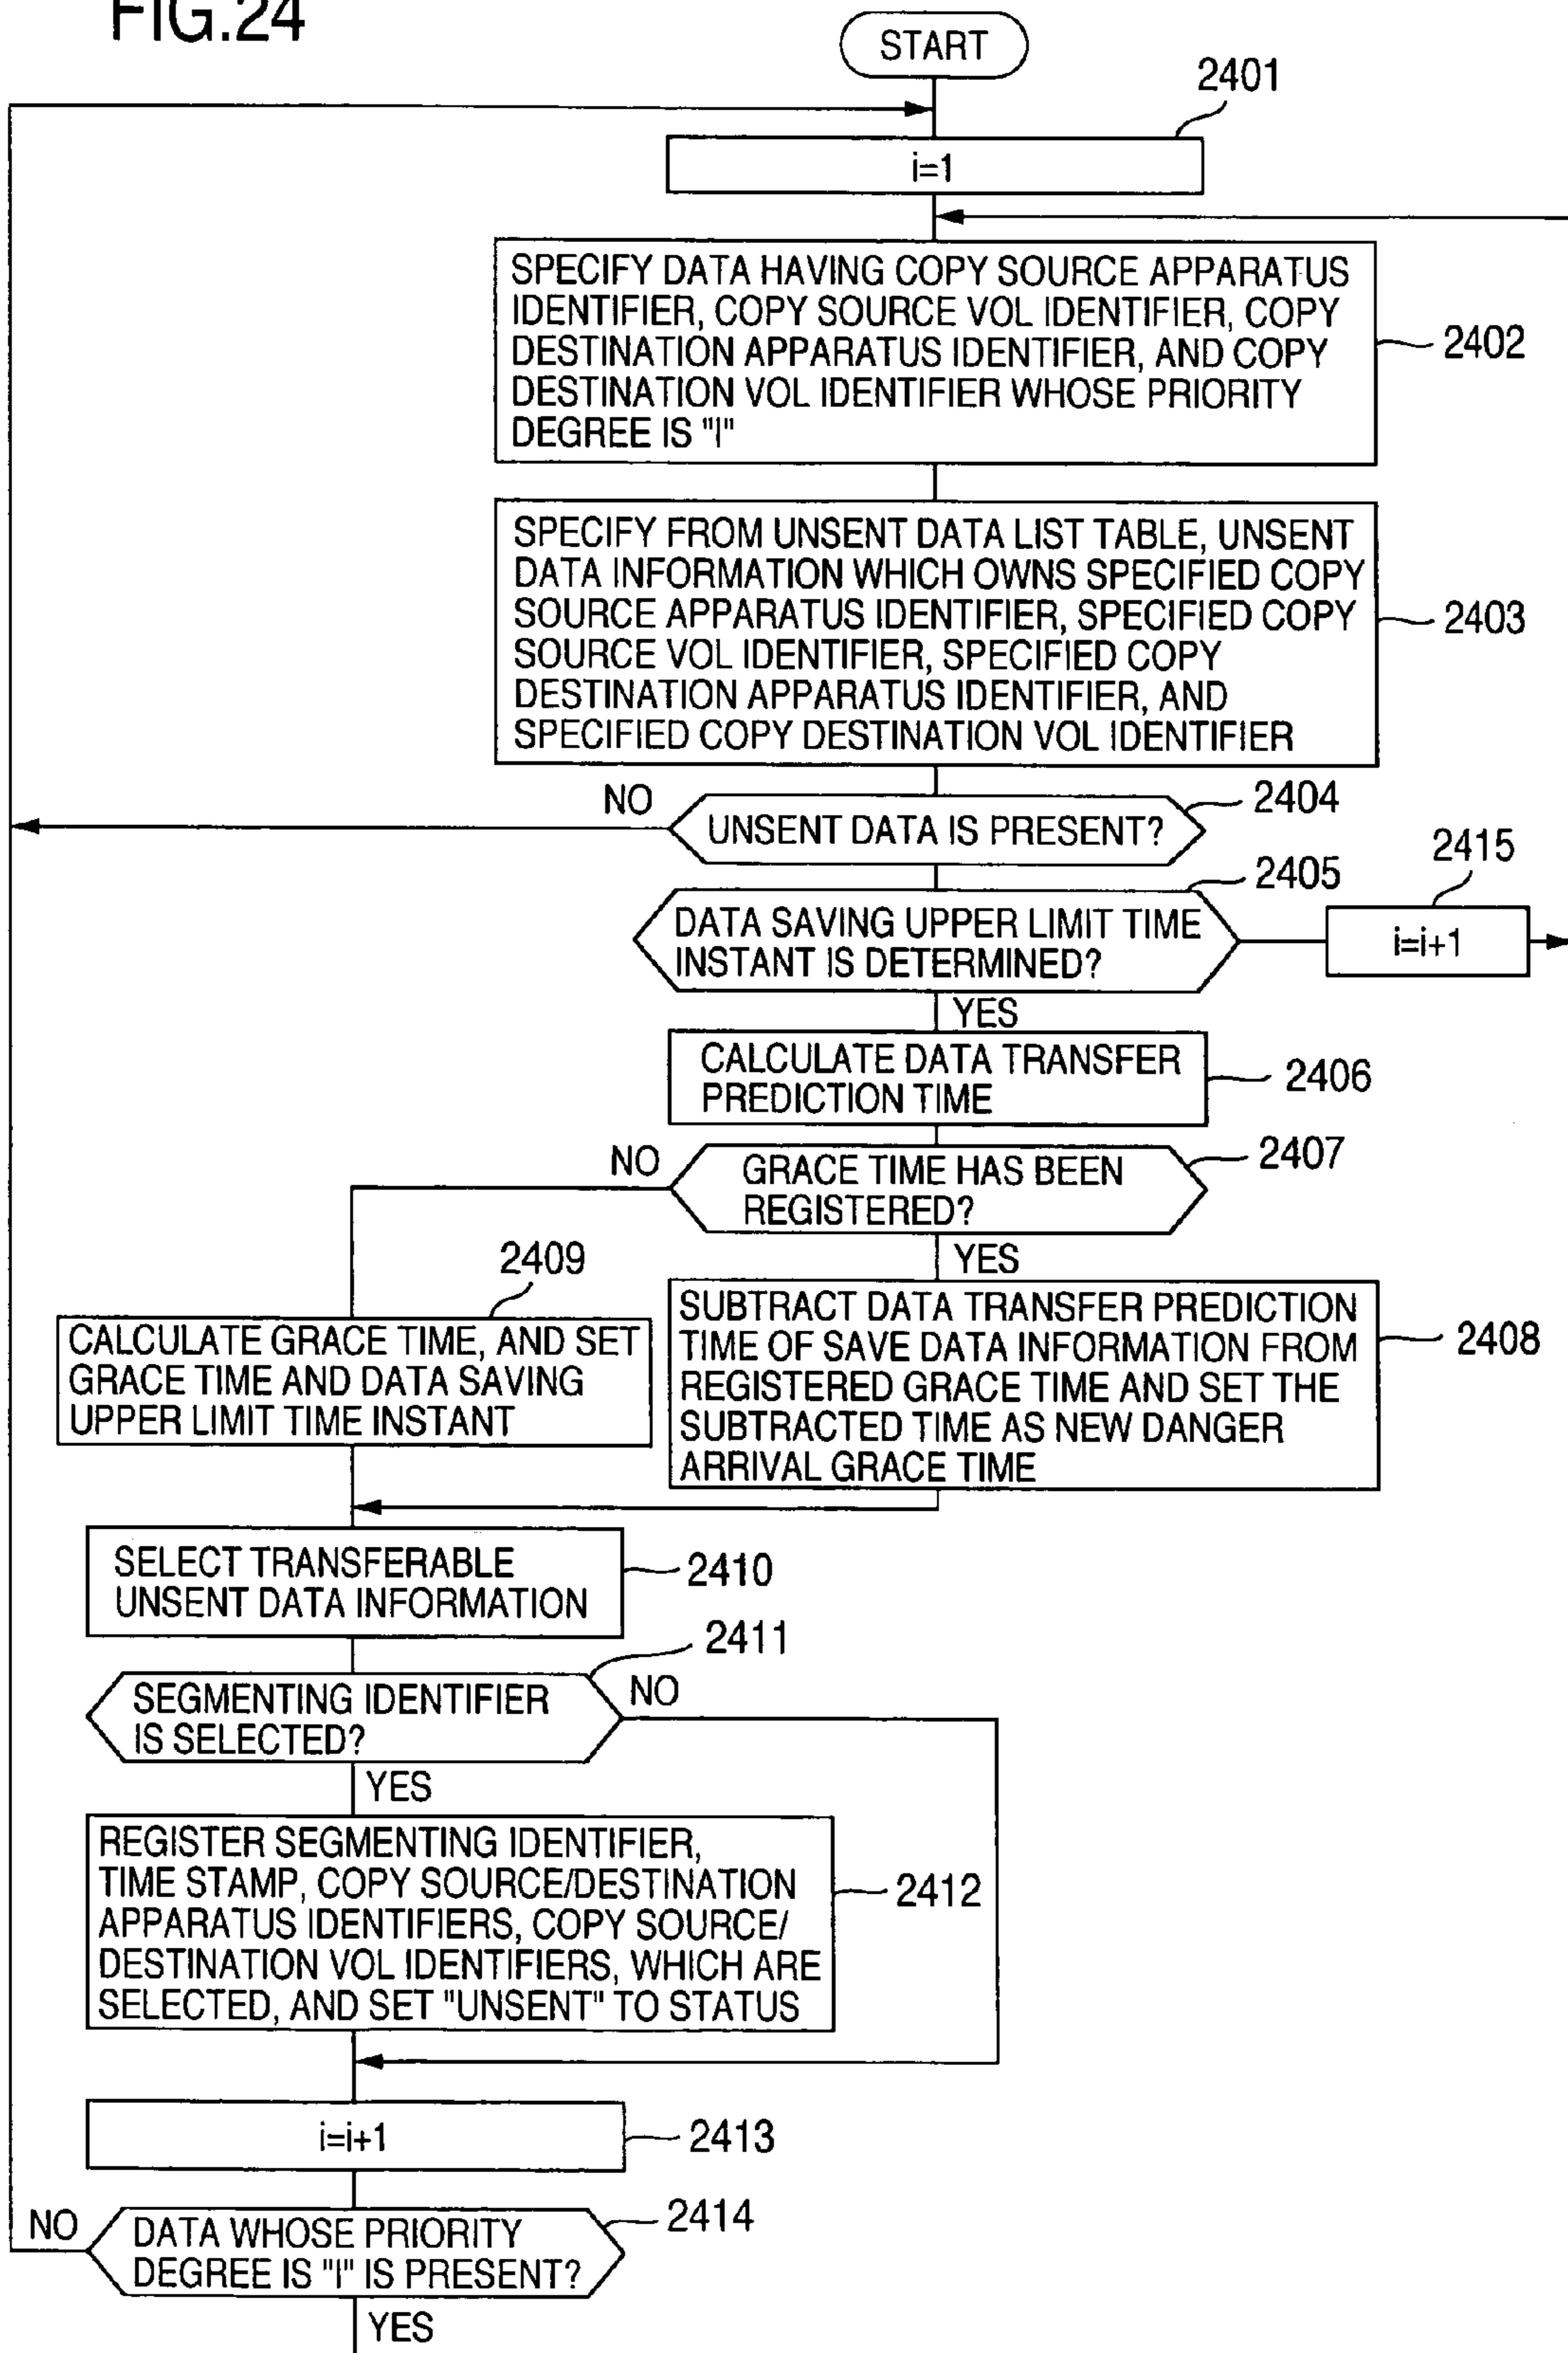 FIG.24
START
2401
i=1
SPECIFY DATA HAVING COPY SOURCE APPARATUS
IDENTIFIER, COPY SOURCE VOL IDENTIFIER, COPY
DESTINATION APPARATUS IDENTIFIER, AND COPY
DESTINATION VOL IDENTIFIER WHOSE PRIORITY
DEGREE IS "I"
2402
SPECIFY FROM UNSENT DATA LIST TABLE, UNSENT
DATA INFORMATION WHICH OWNS SPECIFIED COPY
SOURCE APPARATUS IDENTIFIER, SPECIFIED COPY
SOURCE VOL IDENTIFIER, SPECIFIED COPY
DESTINATION APPARATUS IDENTIFIER, AND
SPECIFIED COPY DESTINATION VOL IDENTIFIER
2403
NO
UNSENT DATA IS PRESENT?
2404
DATA SAVING UPPER LIMIT TIME
INSTANT IS DETERMINED?
2405
2415
i=i+1
YES
CALCULATE DATA TRANSFER
PREDICTION TIME
2406
NO
GRACE TIME HAS BEEN
REGISTERED?
2407
YES
2409
CALCULATE GRACE TIME, AND SET
GRACE TIME AND DATA SAVING
UPPER LIMIT TIME INSTANT
SUBTRACT DATA TRANSFER PREDICTION
TIME OF SAVE DATA INFORMATION FROM
REGISTERED GRACE TIME AND SET THE
SUBTRACTED TIME AS NEW DANGER
ARRIVAL GRACE TIME
2408
SELECT TRANSFERABLE
UNSENT DATA INFORMATION
2410
2411
SEGMENTING IDENTIFIER
IS SELECTED?
NO
YES
REGISTER SEGMENTING IDENTIFIER,
TIME STAMP, COPY SOURCE/DESTINATION
APPARATUS IDENTIFIERS, COPY SOURCE/
DESTINATION VOL IDENTIFIERS, WHICH ARE
SELECTED, AND SET "UNSENT" TO STATUS
2412
i=i+1
2413
NO
DATA WHOSE PRIORITY
DEGREE IS "I" IS PRESENT?
2414
YES